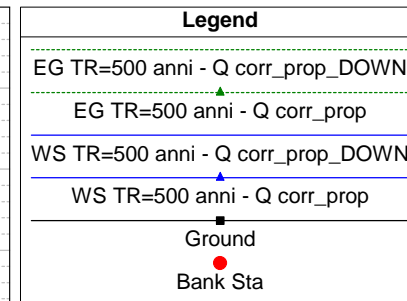 Legend
EG TR=500 anni - Q corr_prop_DOWN
EG TR=500 anni - Q corr_prop
WS TR=500 anni - Q corr_prop_DOWN
WS TR=500 anni - Q corr_prop
Ground
Bank Sta